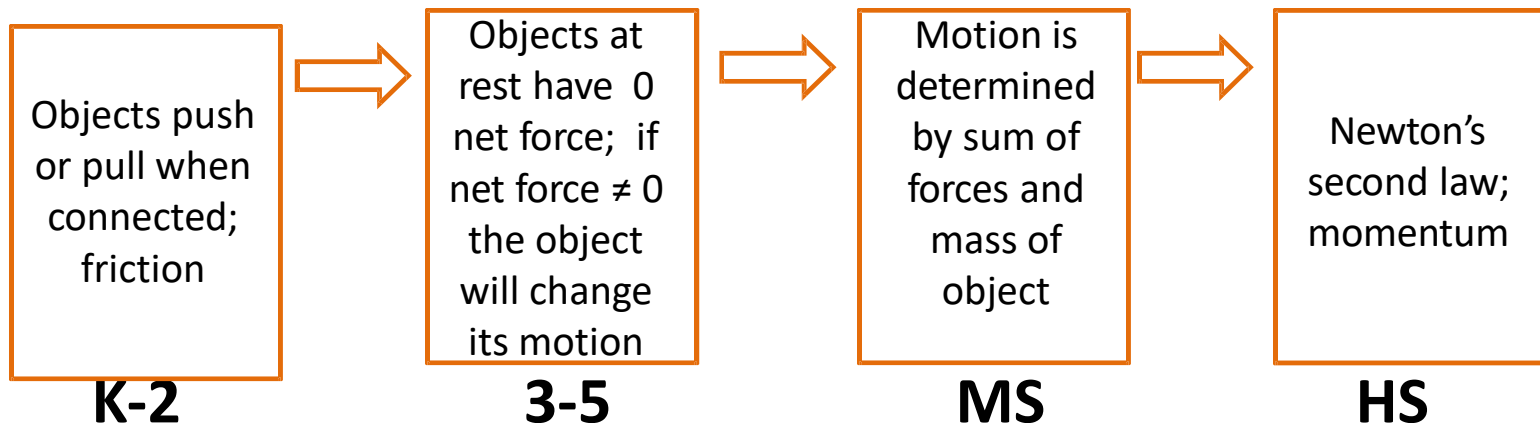 Objects push
or pull when
connected;
friction
Objects at
rest have 0
net force; if
net force ≠ 0
the object
will change
its motion
Motion is
determined
by sum of
forces and
mass of
object
Newton’s
second law;
momentum
K-2
3-5
MS
HS